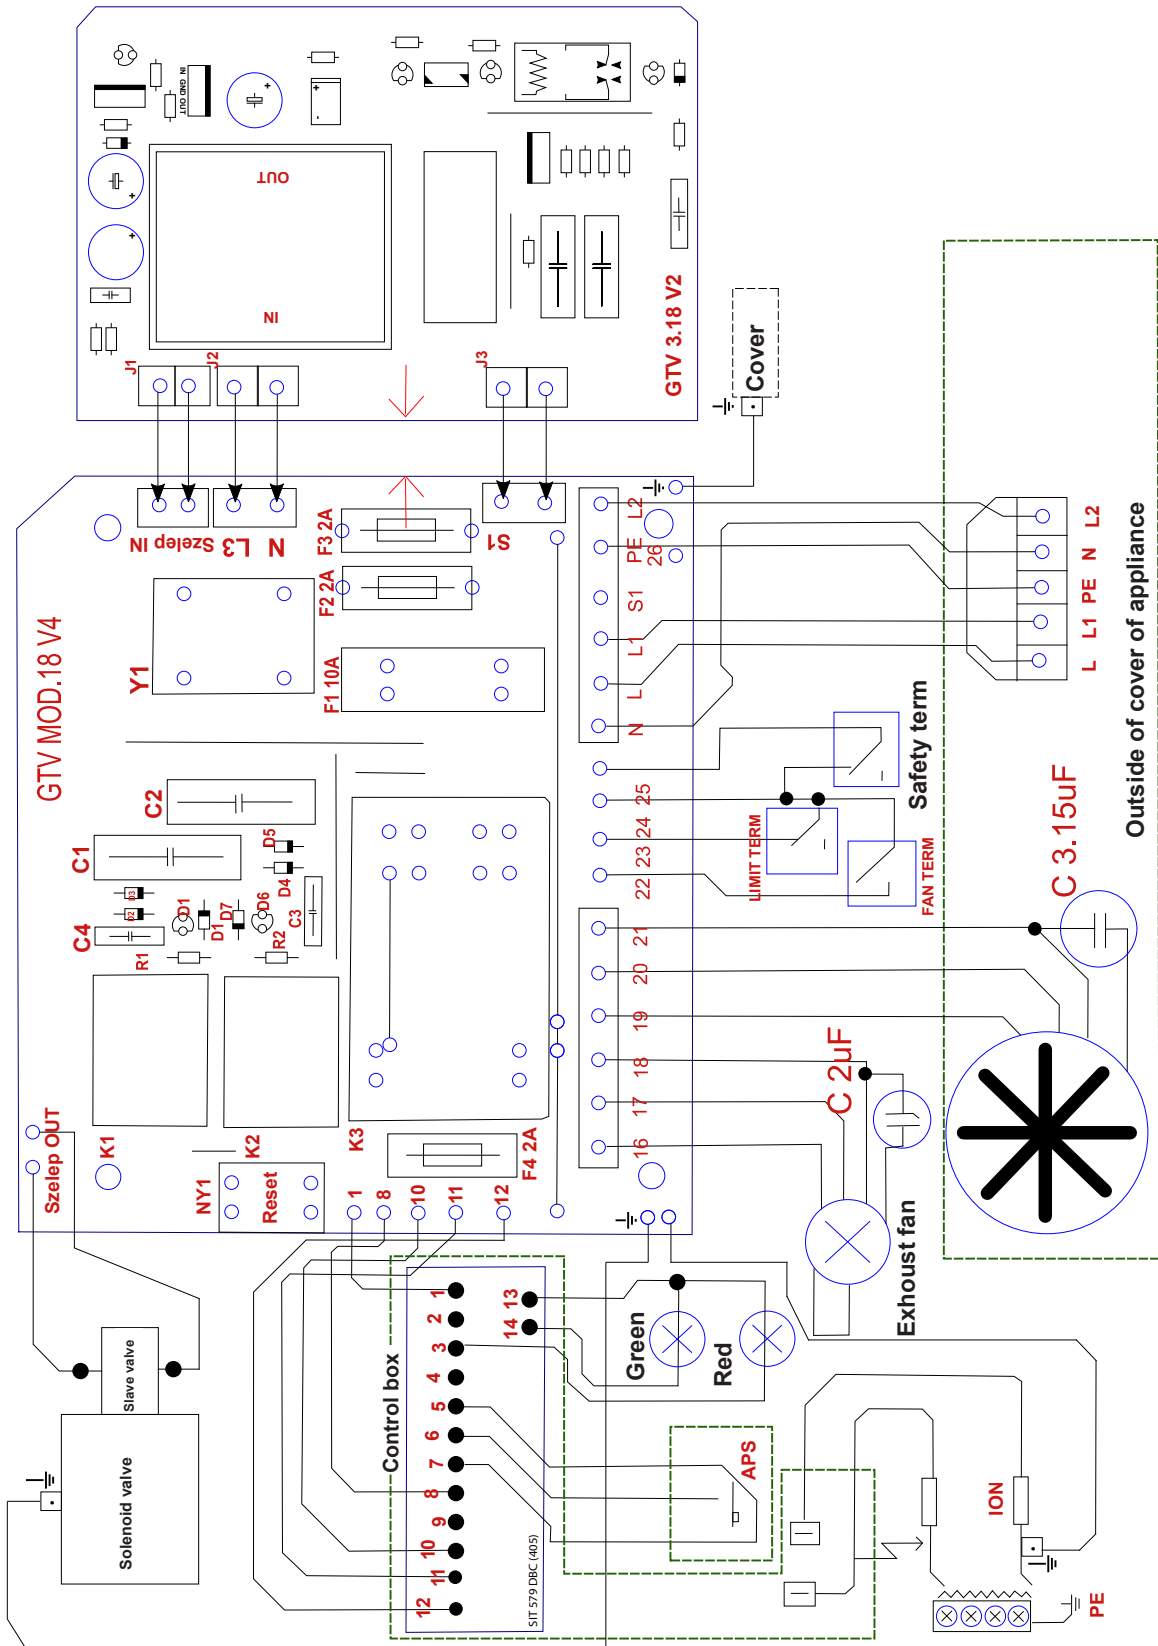 IN GND OUT
OUT
IN
J1
J2
J3
GTV 3.18 V2
Cover
GTV MOD.18 V4
Szelep IN
L3
N
F3 2A
F2 2A
F1 10A
S1
Y1
C2
C1
C4
D3
D2
D5
D4
D1
D1
D7
D6
C3
R1
R2
K1
K2
K3
F4 2A
Szelep OUT
NY1
Reset
1
8
10
11
12
L2
PE
26
S1
L1
L
N
25
24
23
22
21
20
19
18
17
16
L2
N
PE
L1
L
Outside of cover of appliance
Safety term
LIMIT TERM
FAN TERM
C 3.15uF
C 2uF
Exhoust fan
Green
Red
Control box
1
2
3
4
5
6
7
8
9
10
11
12
13
14
SIT 579 DBC (405)
Slave valve
Solenoid valve
APS
ION
PE